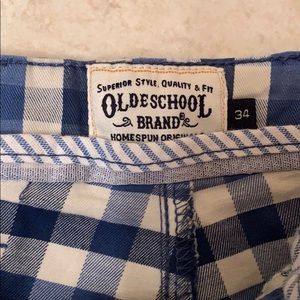 SUPERIOR STYLE, QUALITY & FIT
OLDESCHOOL
BRAND
HOMESPUN
34